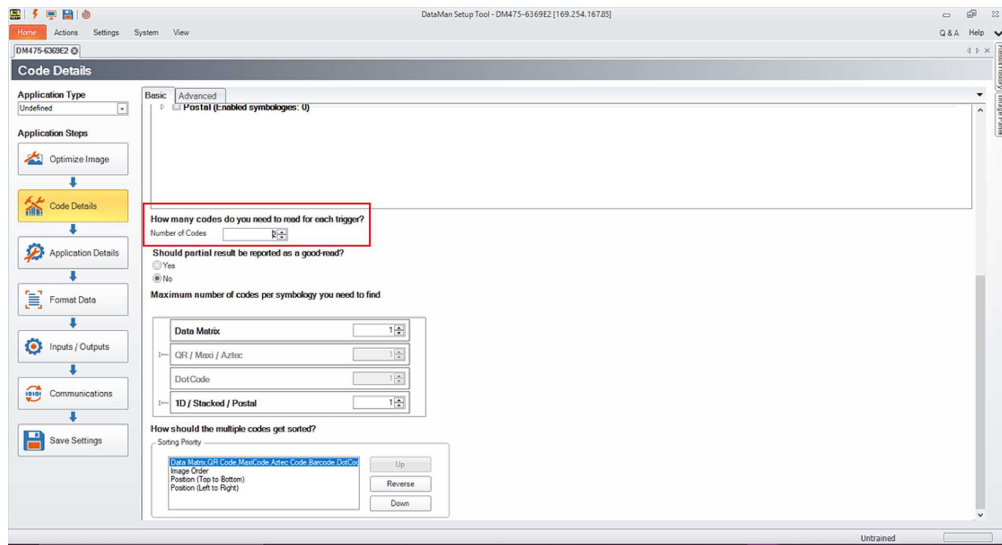 DataMan Setup Tool - DM475-6369E2 [169.254.167.85]
Home Actions Settings System View Q & A Help
DM475-6369E2
Code Details
Application Type
Undefined
Application Steps
Optimize Image
Code Details
Application Details
Format Data
Inputs / Outputs
Communications
Save Settings
Basic Advanced
Postal (Enabled symbologies: 0)
How many codes do you need to read for each trigger?
Number of Codes
Should partial result be reported as a good-read?
Yes
No
Maximum number of codes per symbology you need to find
Data Matrix 1
QR / Maxi / Aztec 1
DotCode 1
1D / Stacked / Postal 1
How should the multiple codes get sorted?
Sorting Priority
Data Matrix,QR Code,MaxiCode,Aztec Code,Barcode,DotCoc
Image Order
Position (Top to Bottom)
Position (Left to Right)
Up
Reverse
Down
Untrained